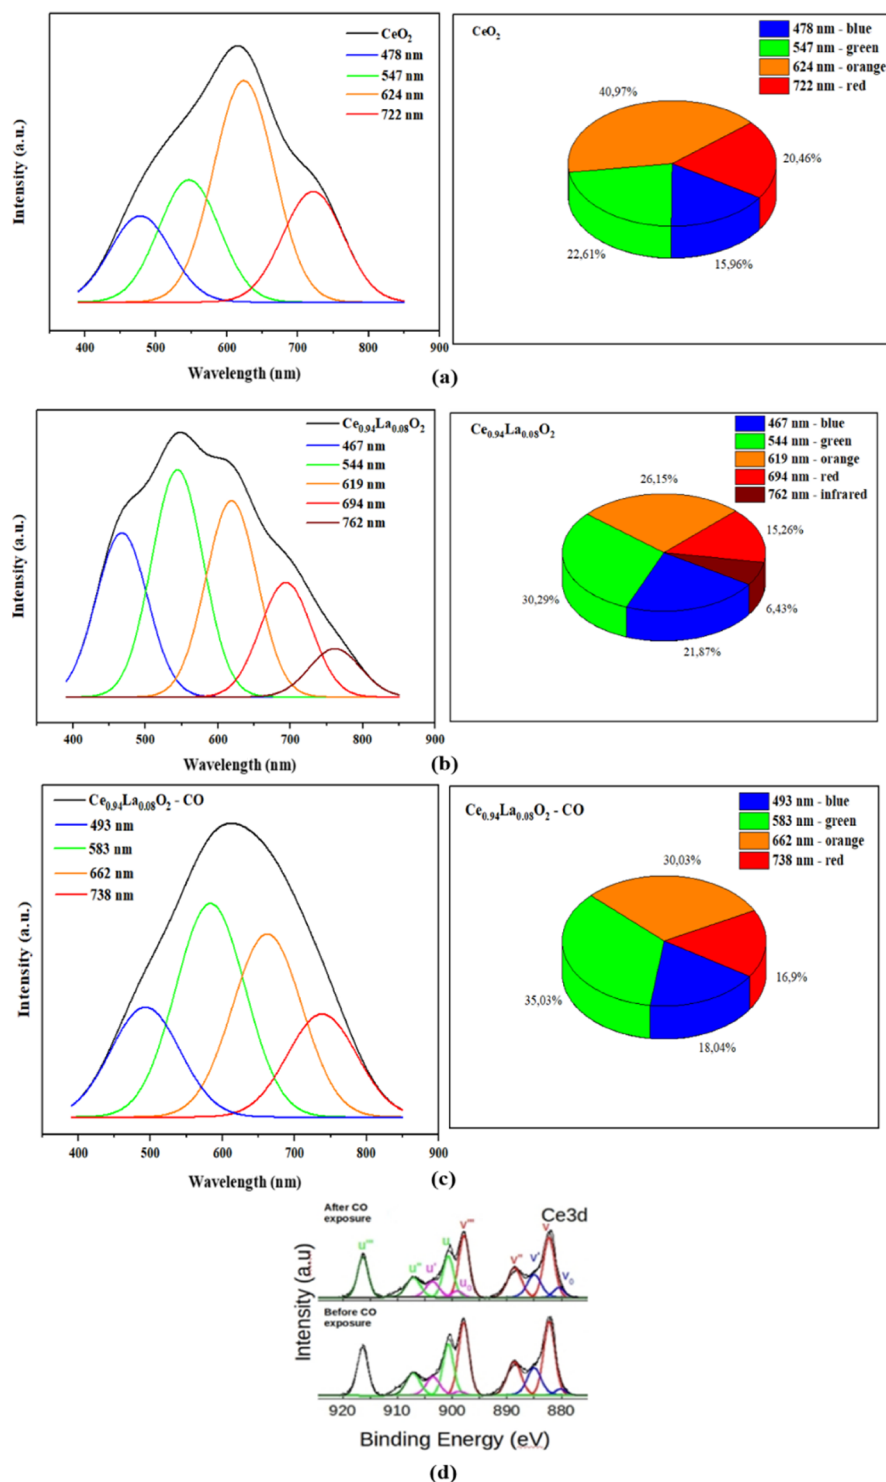 CeO₂
478 nm
547 nm
624 nm
722 nm
Intensity (a.u.)
400 500 600 700 800 900
Wavelength (nm)
CeO₂
478 nm - blue
547 nm - green
624 nm - orange
722 nm - red
40,97%
20,46%
22,61%
15,96%
(a)
Ce₀.₉₄La₀.₀₈O₂
467 nm
544 nm
619 nm
694 nm
762 nm
Intensity (a.u.)
400 500 600 700 800 900
Wavelength (nm)
Ce₀.₉₄La₀.₀₈O₂
467 nm - blue
544 nm - green
619 nm - orange
694 nm - red
762 nm - infrared
26,15%
15,26%
30,29%
6,43%
21,87%
(b)
Ce₀.₉₄La₀.₀₈O₂ - CO
493 nm
583 nm
662 nm
738 nm
Intensity (a.u.)
400 500 600 700 800 900
Wavelength (nm)
Ce₀.₉₄La₀.₀₈O₂ - CO
493 nm - blue
583 nm - green
662 nm - orange
738 nm - red
30,03%
16,9%
35,03%
18,04%
(c)
After CO
exposure
Ce3d
u''' u'' u' u u₀ v''' v'' v' v v₀
Before CO
exposure
Intensity (a.u)
920 910 900 890 880
Binding Energy (eV)
(d)